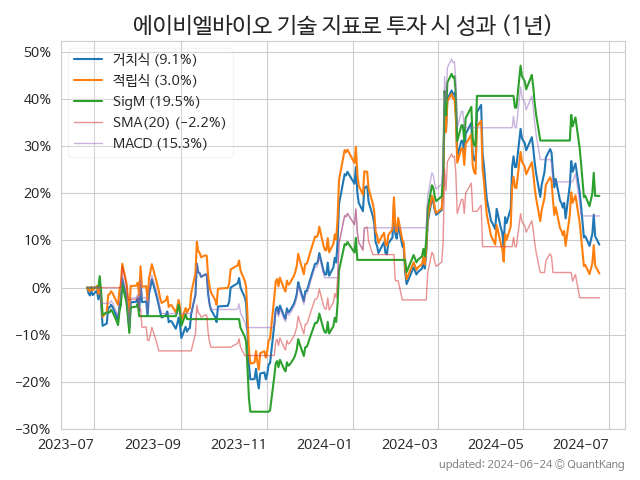 에이비엘바이오 기술 지표로 투자 시 성과 (1년)
50%
40%
30%
20%
10%
0%
−10%
−20%
−30%
거치식 (9.1%)
적립식 (3.0%)
SigM (19.5%)
SMA(20) (−2.2%)
MACD (15.3%)
2023-07
2023-09
2023-11
2024-01
2024-03
2024-05
2024-07
updated: 2024-06-24 ⓒ QuantKang